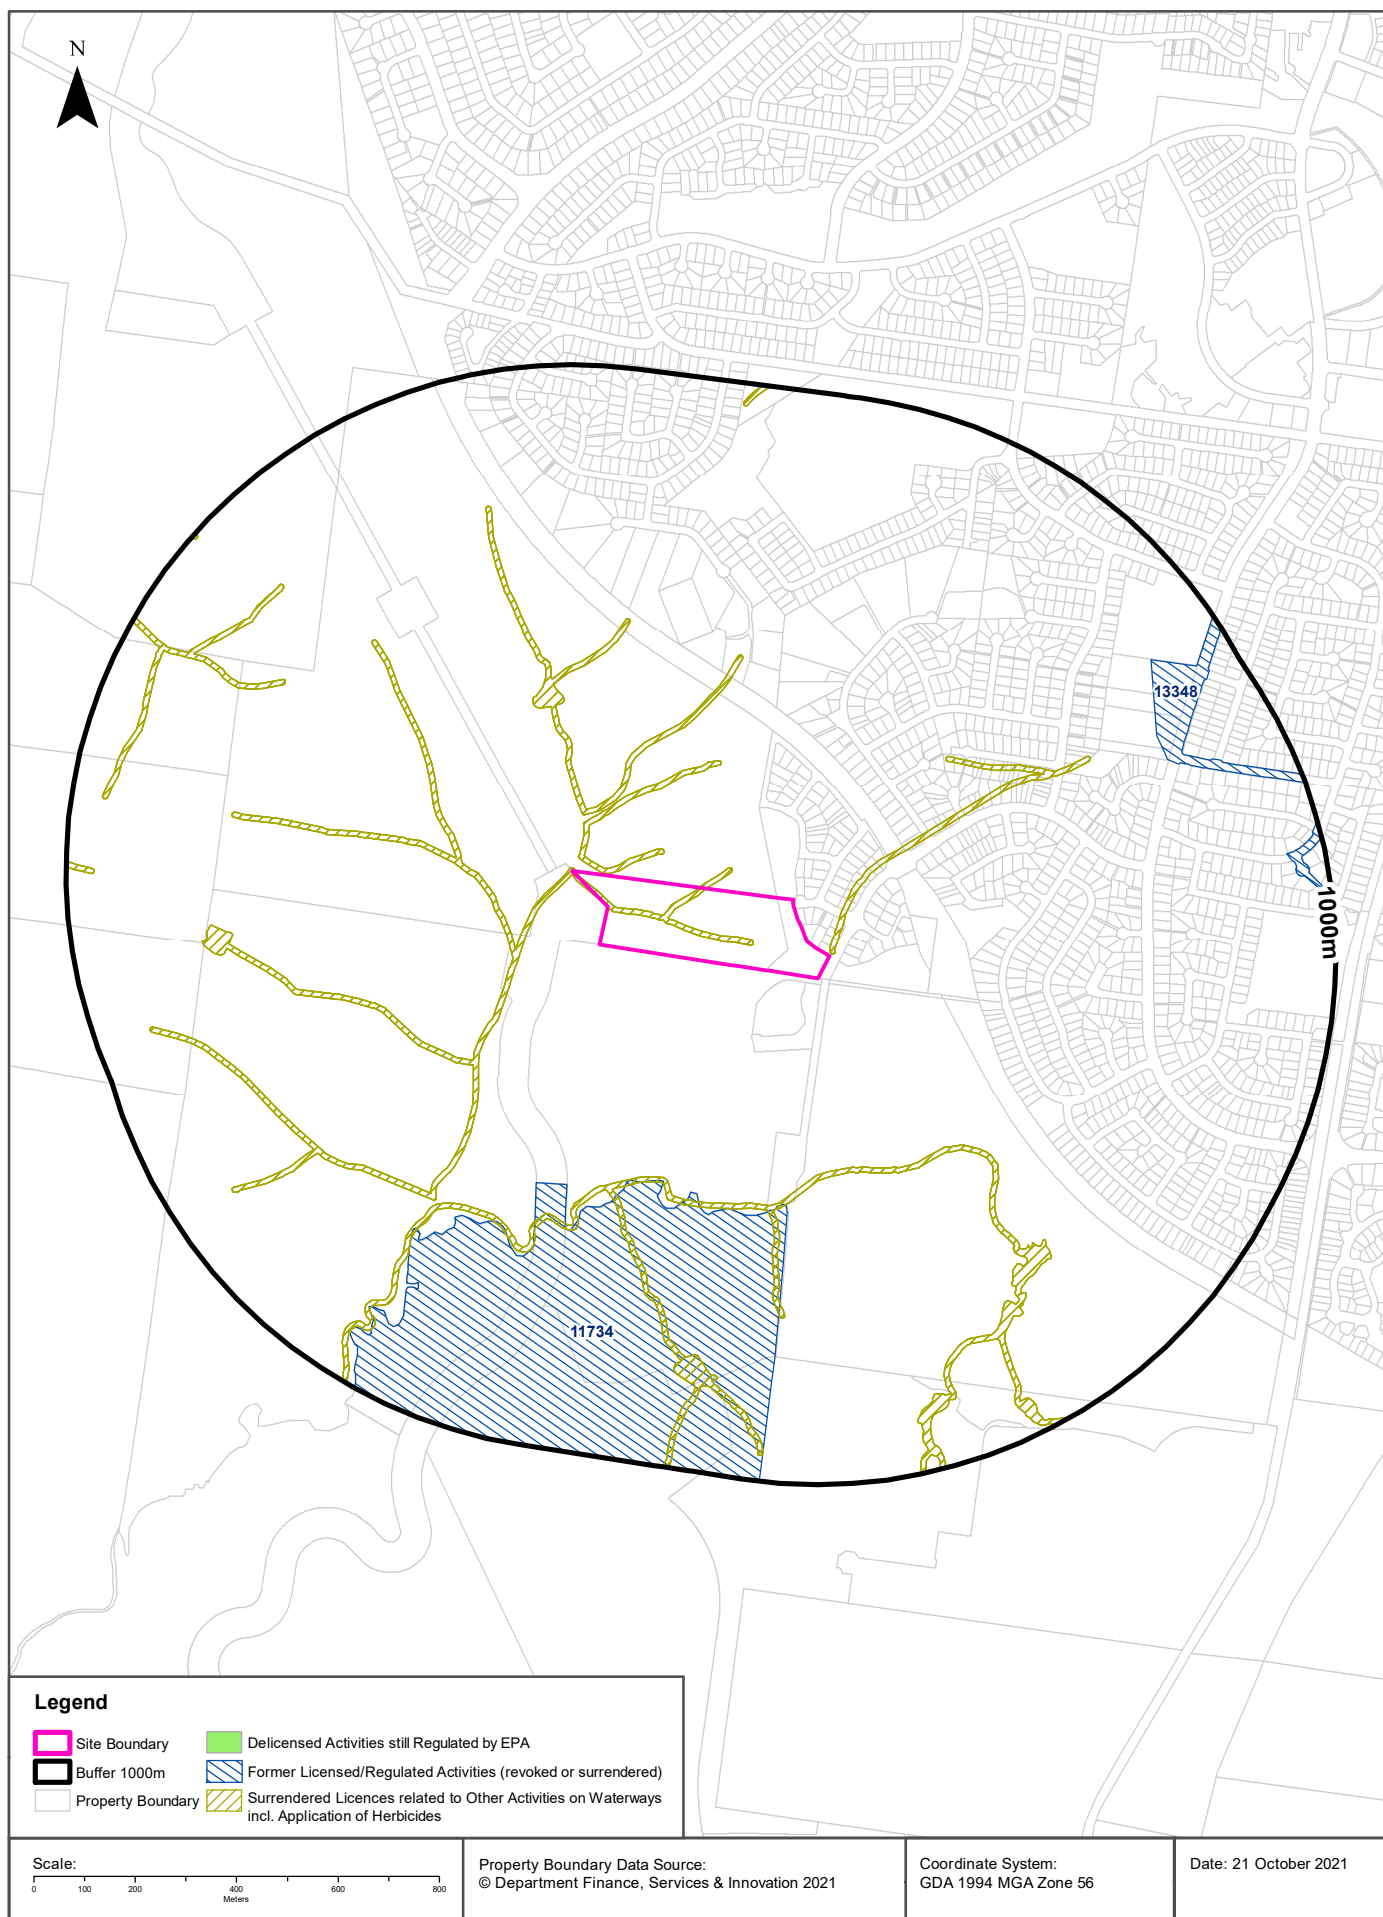 N
13348
1000m
11734
Legend
Site Boundary
Delicensed Activities still Regulated by EPA
Buffer 1000m
Former Licensed/Regulated Activities (revoked or surrendered)
Property Boundary
Surrendered Licences related to Other Activities on Waterways
incl. Application of Herbicides
Scale:
0 100 200 400 600 800
Meters
Property Boundary Data Source:
© Department Finance, Services & Innovation 2021
Coordinate System:
GDA 1994 MGA Zone 56
Date: 21 October 2021